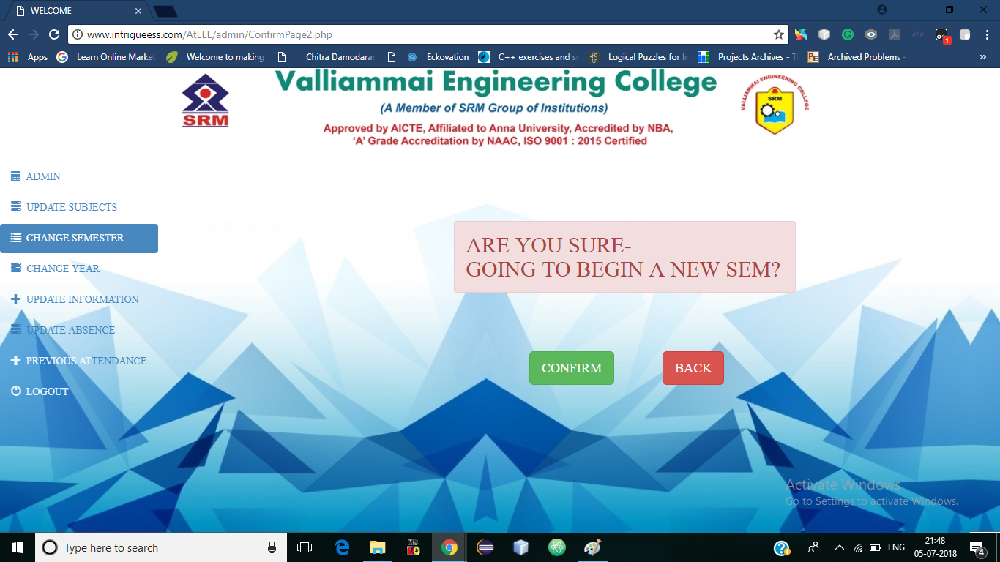 WELCOME
www.intrigueess.com/AtEEE/admin/ConfirmPage2.php
php
1
Apps
Learn Online Market
Welcome to making
Chitra Damodaran
Eckovation
C++ exercises and so
Logical Puzzles for In
Projects Archives - Th
PE
Archived Problems -
»
SRM
Valliammai Engineering College
(A Member of SRM Group of Institutions)
Approved by AICTE, Affiliated to Anna University, Accredited by NBA,
‘A’ Grade Accreditation by NAAC, ISO 9001 : 2015 Certified
VALLIAMMAI ENGINEERING COLLEGE
SRM
ADMIN
UPDATE SUBJECTS
CHANGE SEMESTER
CHANGE YEAR
UPDATE INFORMATION
UPDATE ABSENCE
PREVIOUS ATTENDANCE
LOGOUT
ARE YOU SURE-
GOING TO BEGIN A NEW SEM?
CONFIRM
BACK
Activate Windows
Go to Settings to activate Windows.
Type here to search
ENG
21:48
05-07-2018
4